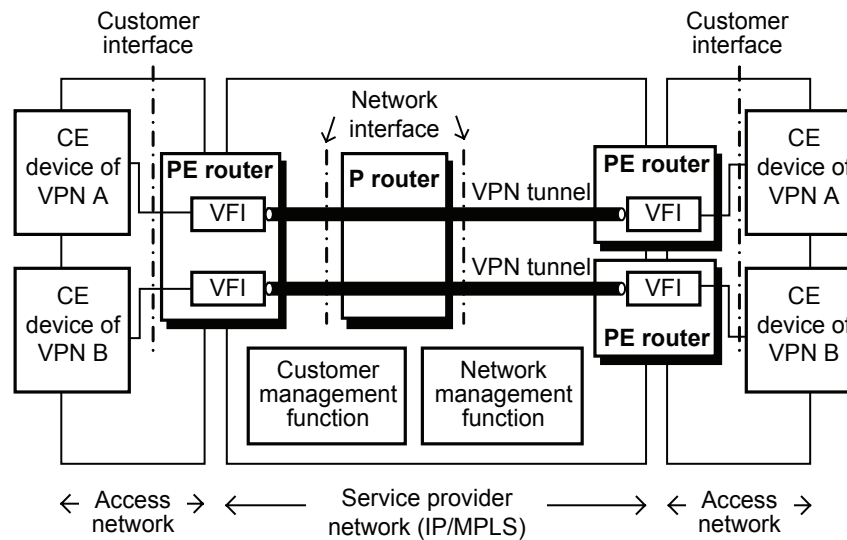 Customer
interface
Customer
interface
Network
interface
CE
device of
VPN A
PE router
VFI
P router
VPN tunnel
PE router
VFI
CE
device of
VPN A
CE
device of
VPN B
VFI
VPN tunnel
VFI
PE router
CE
device of
VPN B
Customer
management
function
Network
management
function
Access
network
Service provider
network (IP/MPLS)
Access
network